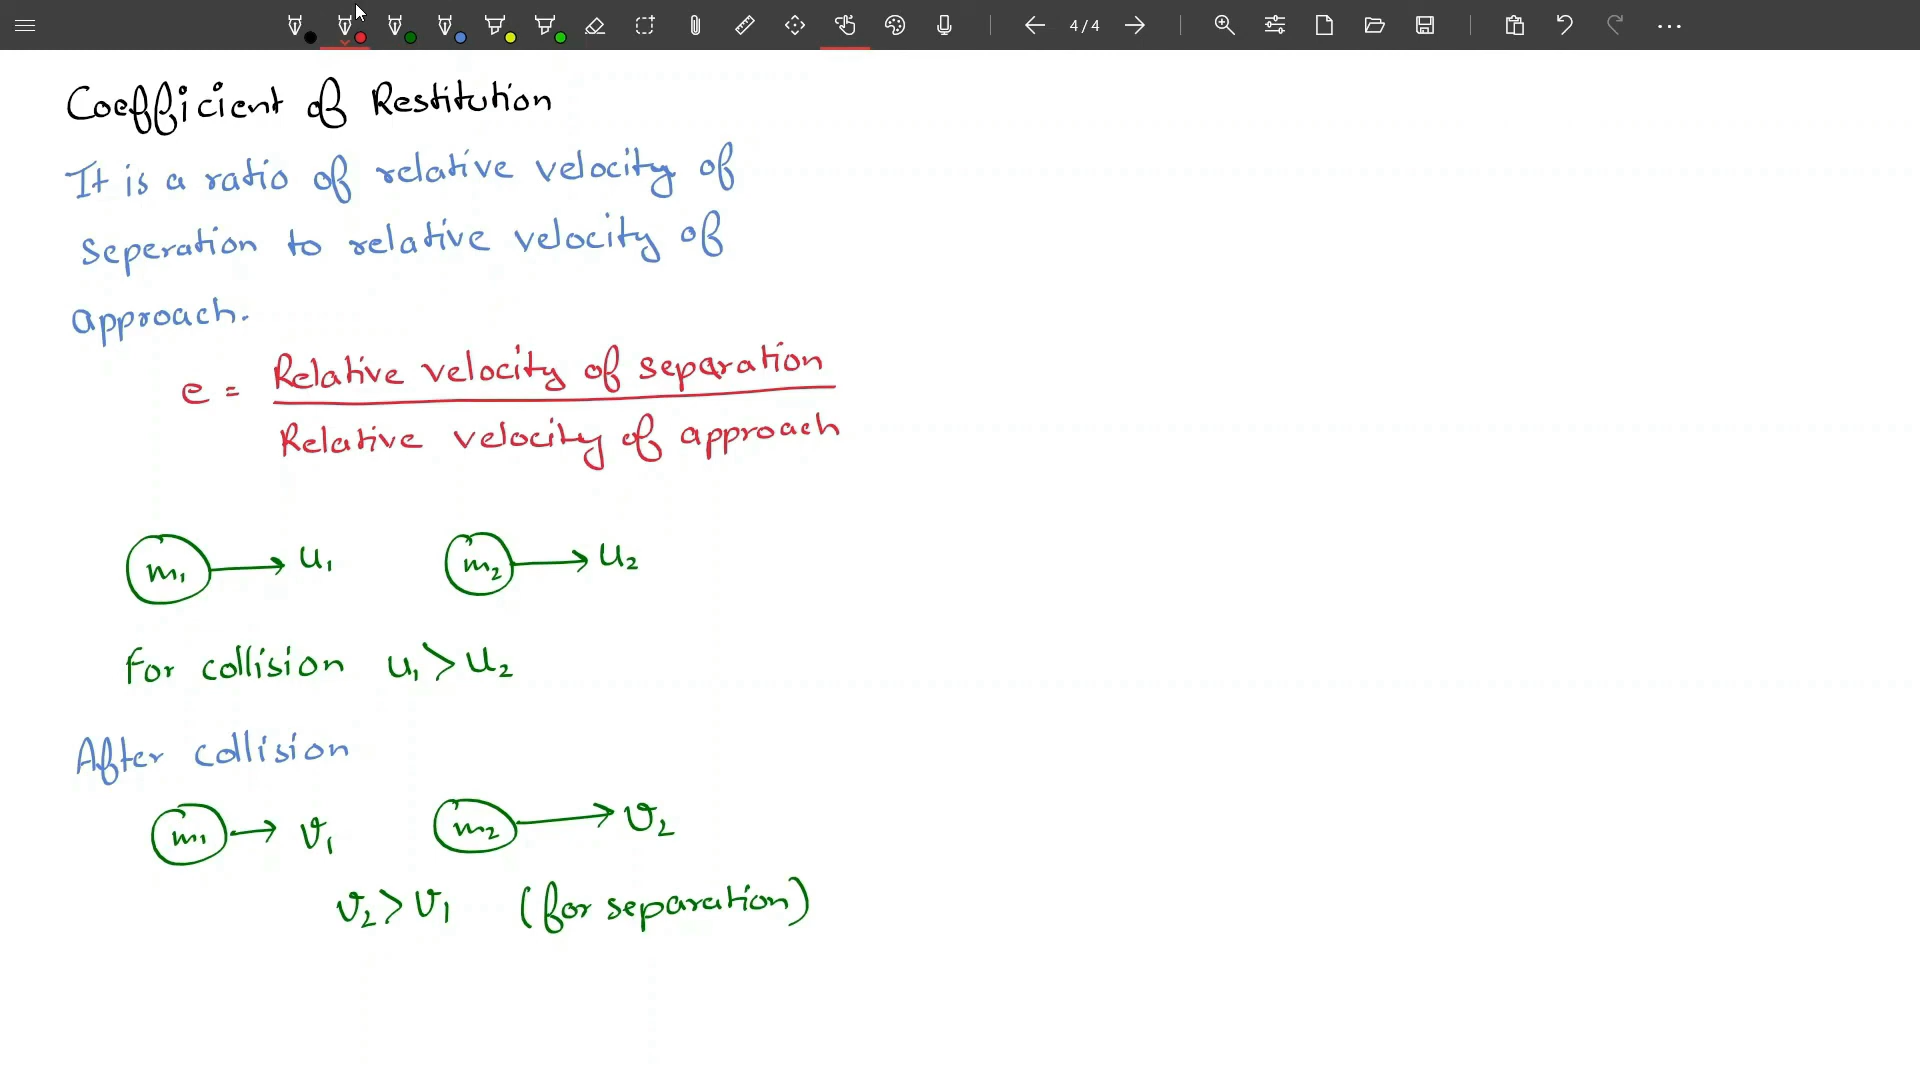 4/4
Coefficient of Restitution
It is a ratio of relative velocity of
seperation to relative velocity of
approach.
e = Relative velocity of separation
Relative velocity of approach
m₁ → u₁ m₂ → u₂
For collision u₁ > u₂
After collision
m₁ → v₁ m₂ → v₂
v₂ > v₁ (for separation)